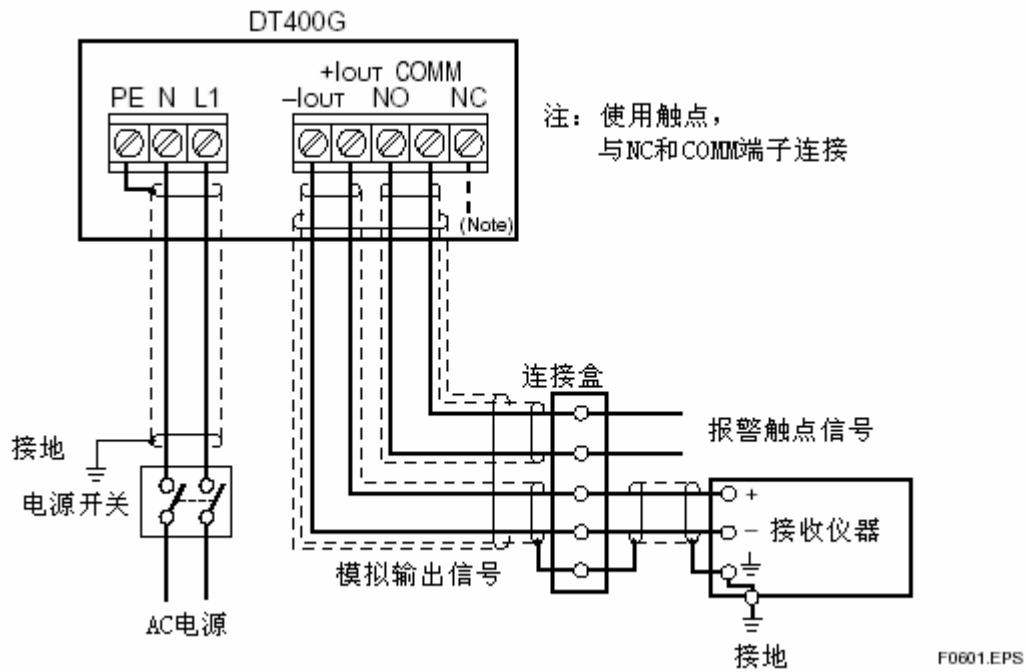 DT400G
+IOUT COMM
PE N L1
–IOUT NO NC
注：使用触点，
与NC和COMM端子连接
(Note)
连接盒
报警触点信号
接地
电源开关
+
- 接收仪器
模拟输出信号
AC电源
接地
F0601.EPS